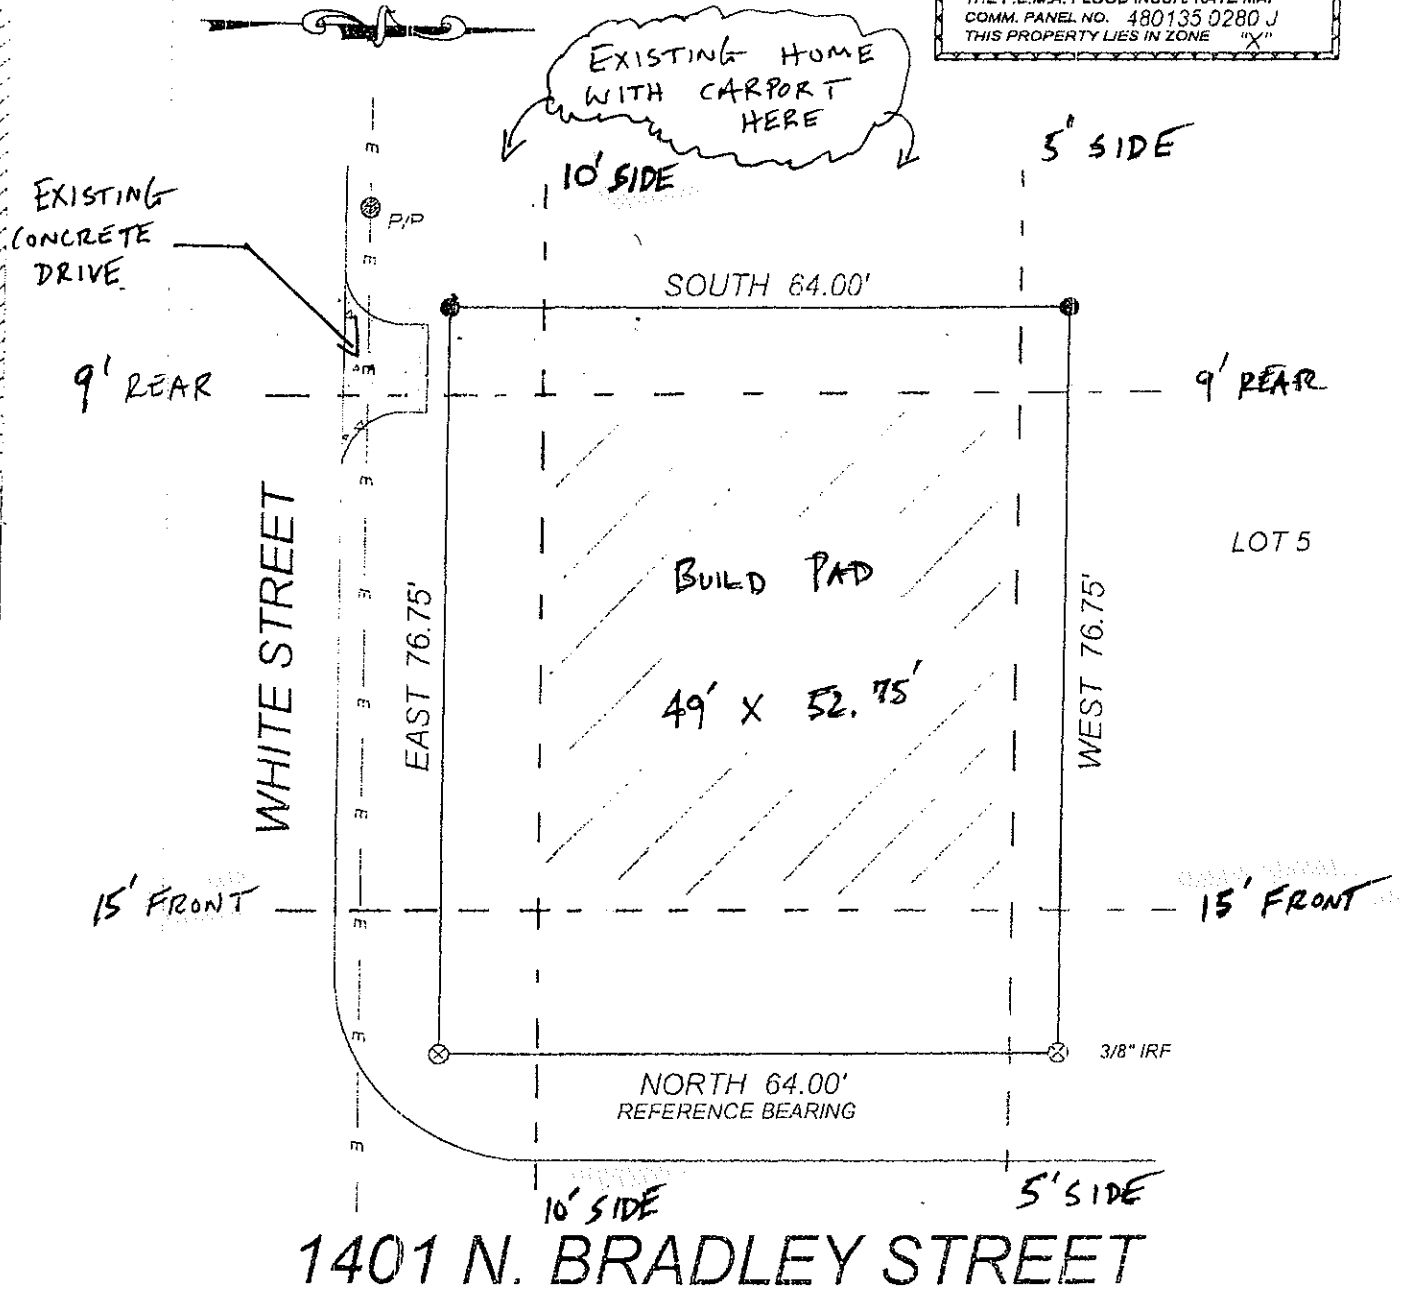 COMM. PANEL NO. 480135 0280 J
THIS PROPERTY LIES IN ZONE "X"
EXISTING HOME
WITH CARPORT
HERE
5' SIDE
10' SIDE
EXISTING
CONCRETE
DRIVE
P/P
E
E
SOUTH 64.00'
9' REAR
E
9' REAR
E
WHITE STREET
EAST 76.75'
BUILD PAD
49' X 52.75'
WEST 76.75'
LOT 5
E
E
E
E
15' FRONT
E
15' FRONT
E
3/8" IRF
NORTH 64.00'
REFERENCE BEARING
E
10' SIDE
5' SIDE
1401 N. BRADLEY STREET